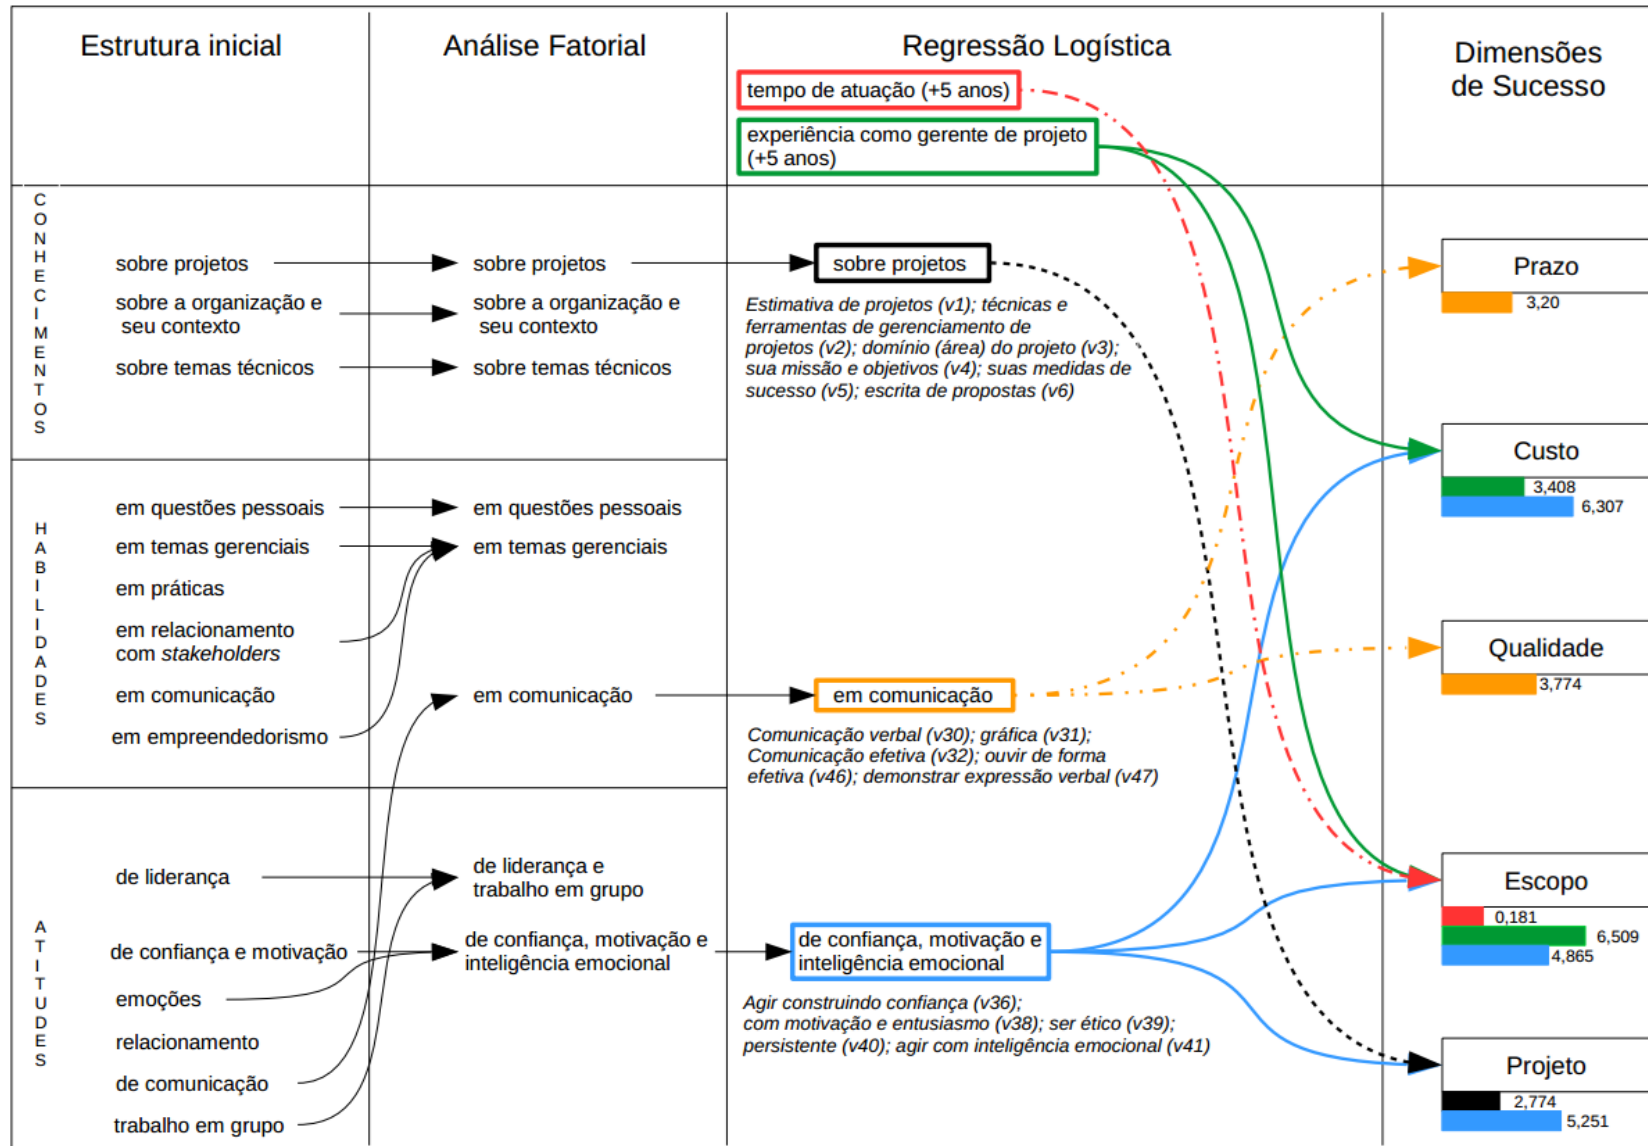 Estrutura inicial
Análise Fatorial
Regressão Logística
Dimensões
de Sucesso
tempo de atuação (+5 anos)
experiência como gerente de projeto
(+5 anos)
CONHECIMENTOS
sobre projetos
sobre a organização e
seu contexto
sobre temas técnicos
sobre projetos
sobre a organização e
seu contexto
sobre temas técnicos
sobre projetos
Estimativa de projetos (v1); técnicas e
ferramentas de gerenciamento de
projetos (v2); domínio (área) do projeto (v3);
sua missão e objetivos (v4); suas medidas de
sucesso (v5); escrita de propostas (v6)
HABILIDADES
em questões pessoais
em temas gerenciais
em práticas
em relacionamento
com stakeholders
em comunicação
em empreendedorismo
em questões pessoais
em temas gerenciais
em comunicação
em comunicação
Comunicação verbal (v30); gráfica (v31);
Comunicação efetiva (v32); ouvir de forma
efetiva (v46); demonstrar expressão verbal (v47)
ATITUDES
de liderança
de confiança e motivação
emoções
relacionamento
de comunicação
trabalho em grupo
de liderança e
trabalho em grupo
de confiança, motivação e
inteligência emocional
de confiança, motivação e
inteligência emocional
Agir construindo confiança (v36);
com motivação e entusiasmo (v38); ser ético (v39);
persistente (v40); agir com inteligência emocional (v41)
Prazo
3,20
Custo
3,408
6,307
Qualidade
3,774
Escopo
0,181
6,509
4,865
Projeto
2,774
5,251